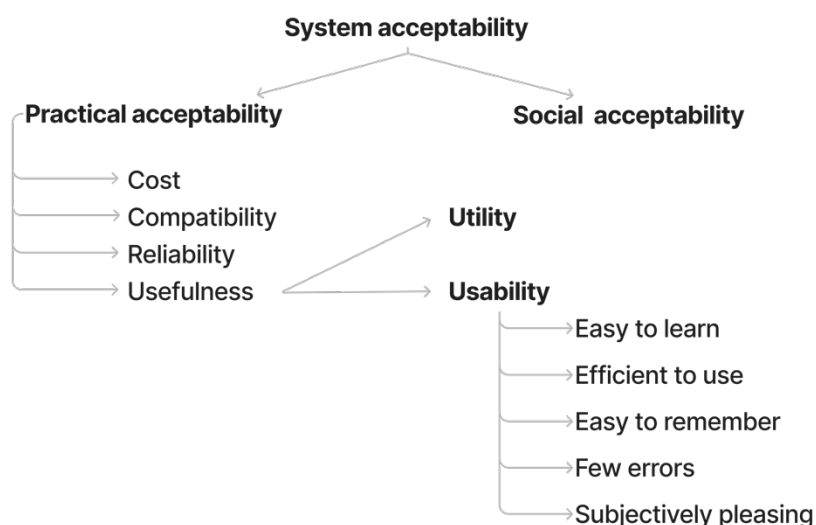 System acceptability
Practical acceptability
Social acceptability
Cost
Compatibility
Utility
Reliability
Usefulness
Usability
Easy to learn
Efficient to use
Easy to remember
Few errors
Subjectively pleasing